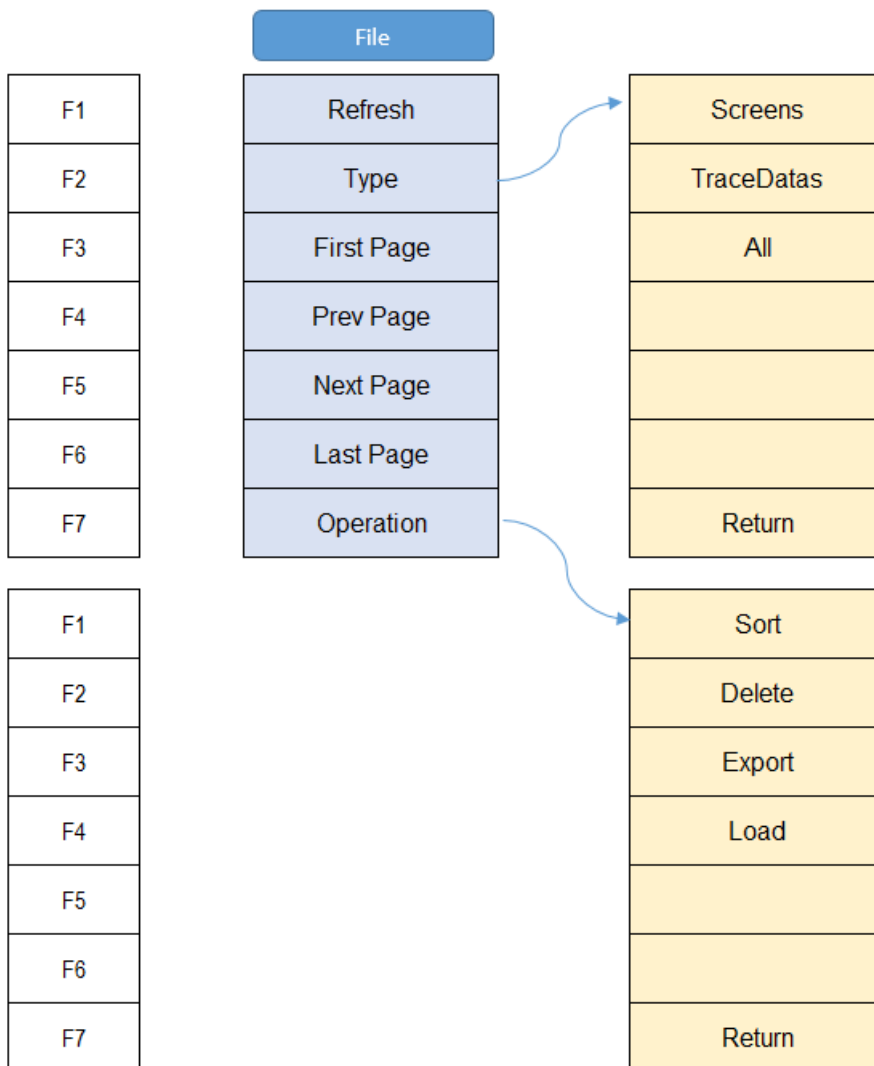 File
F1 Refresh Screens
F2 Type TraceDatas
F3 First Page All
F4 Prev Page
F5 Next Page
F6 Last Page
F7 Operation Return
F1 Sort
F2 Delete
F3 Export
F4 Load
F5
F6
F7 Return